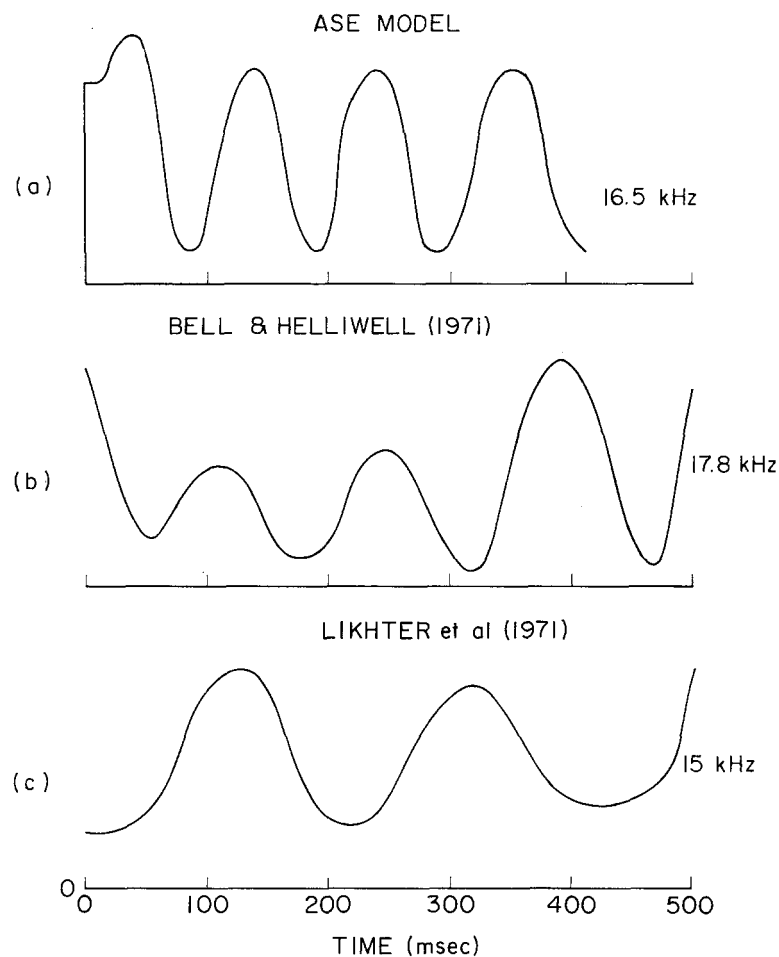 ASE MODEL
(a)
16.5 kHz
BELL & HELLIWELL (1971)
(b)
17.8 kHz
LIKHTER et al (1971)
(c)
15 kHz
0
0 100 200 300 400 500
TIME (msec)